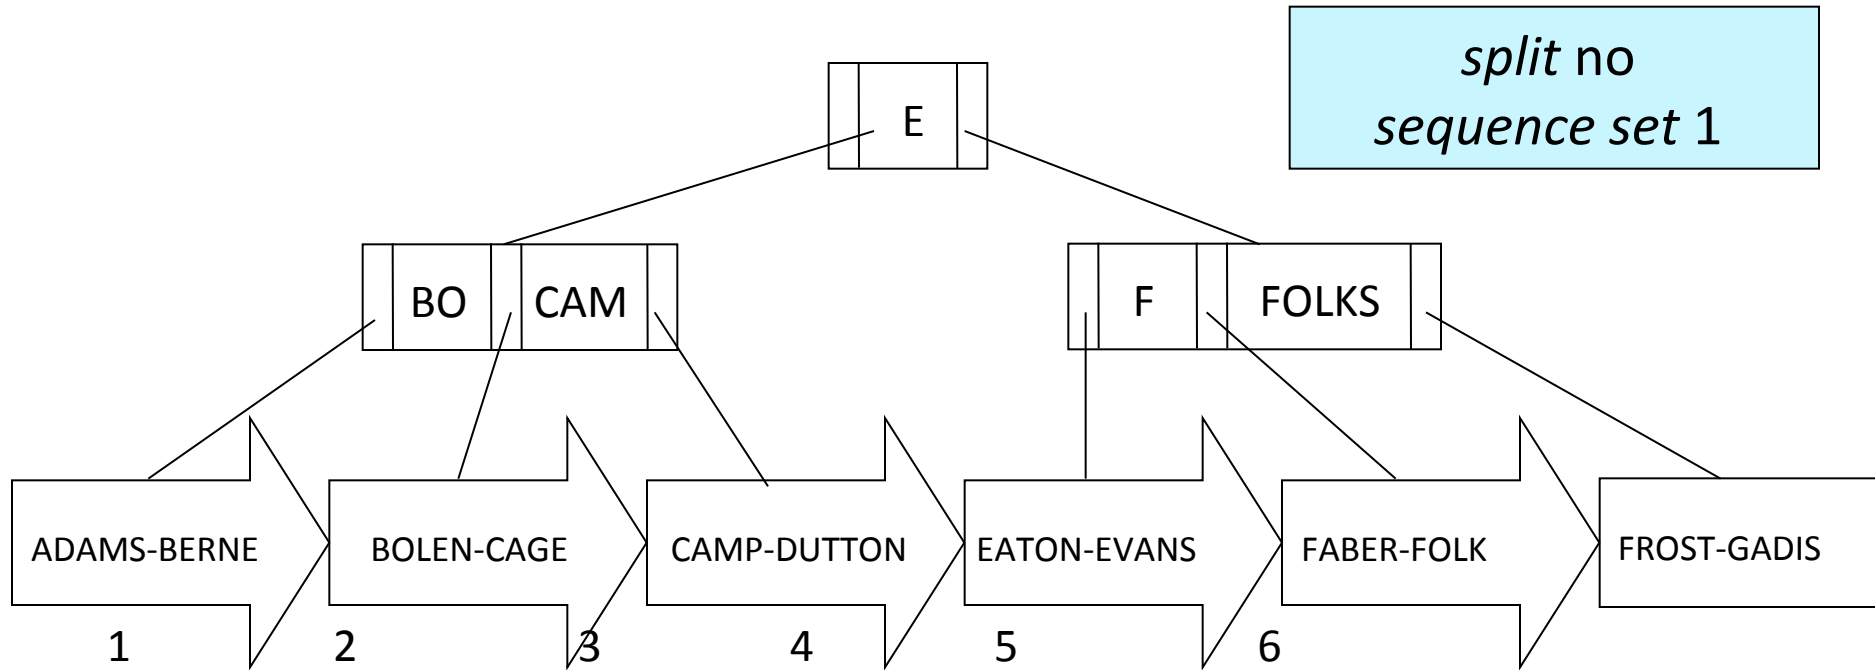 split no
sequence set 1
E
BO CAM
F FOLKS
ADAMS-BERNE BOLEN-CAGE CAMP-DUTTON EATON-EVANS FABER-FOLK FROST-GADIS
1 2 3 4 5 6